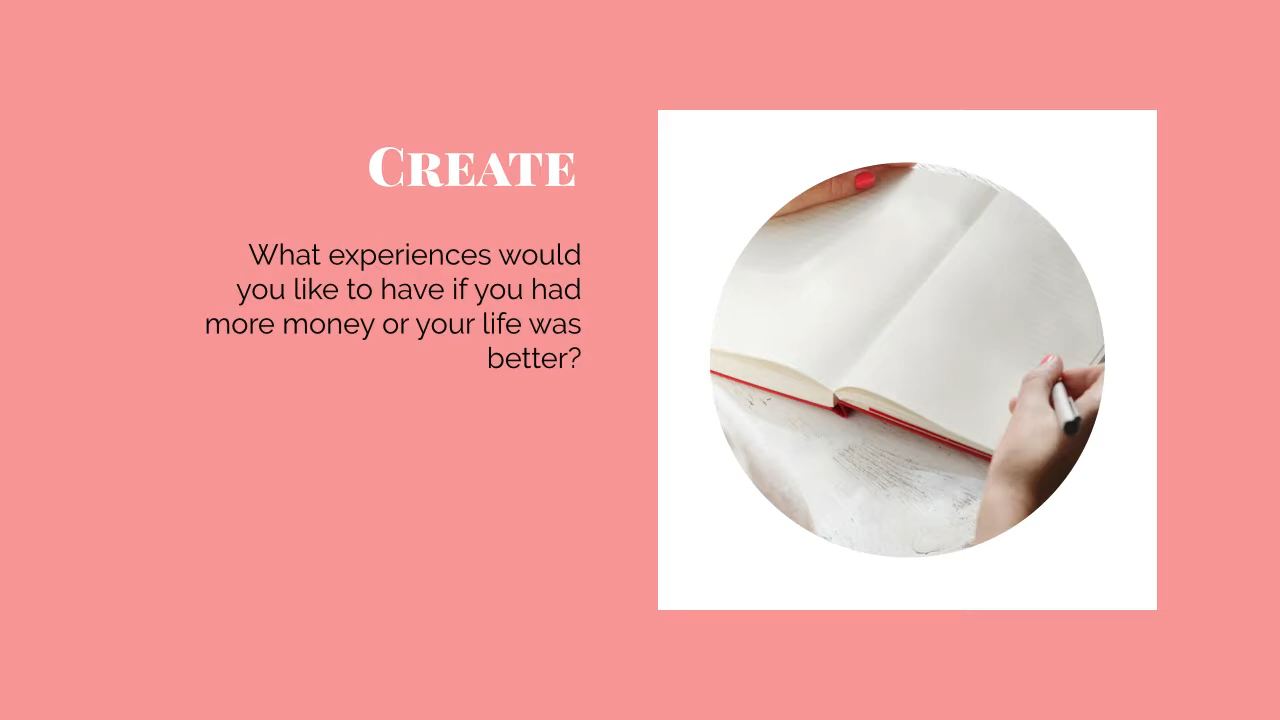 Create
What experiences would
you like to have if you had
more money or your life was
better?